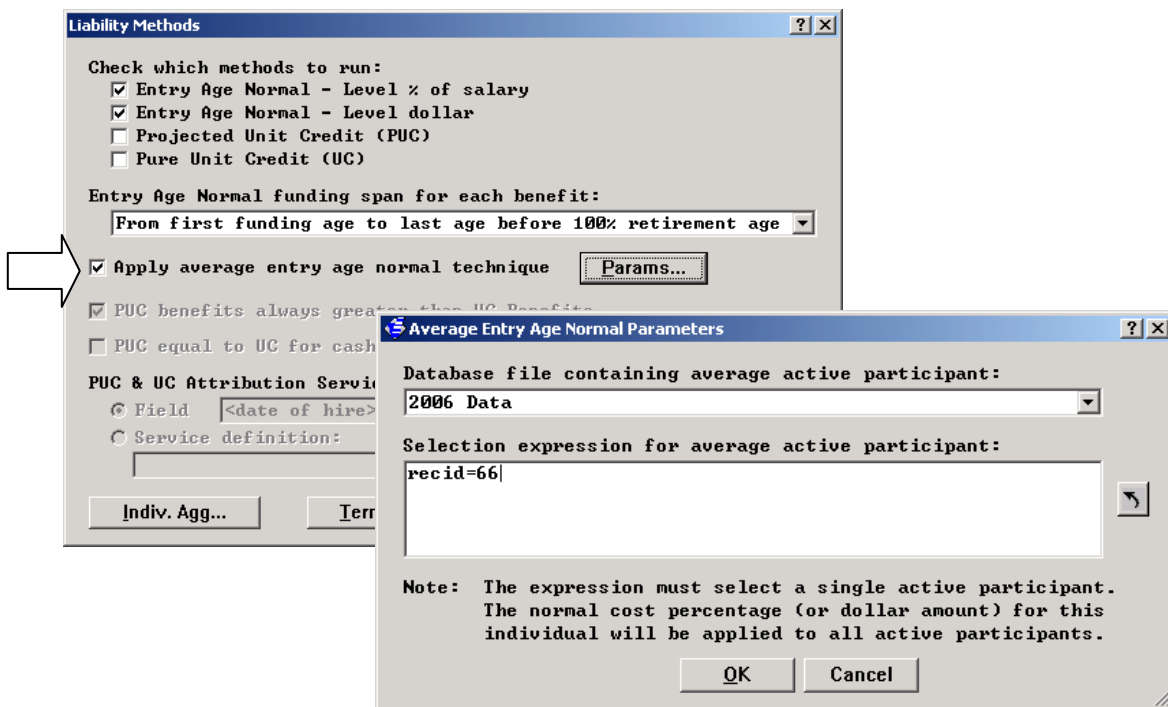 Liability Methods
Check which methods to run:
Entry Age Normal - Level % of salary
Entry Age Normal - Level dollar
Projected Unit Credit (PUC)
Pure Unit Credit (UC)
Entry Age Normal funding span for each benefit:
From first funding age to last age before 100% retirement age
Apply average entry age normal technique
Params...
PUC benefits always greater than UC Benefits
PUC equal to UC for cash
PUC & UC Attribution Servi
Field
<date of hire>
Service definition:
Indiv. Agg...
Average Entry Age Normal Parameters
Database file containing average active participant:
2006 Data
Selection expression for average active participant:
recid=66
Note: The expression must select a single active participant.
The normal cost percentage (or dollar amount) for this
individual will be applied to all active participants.
OK
Cancel